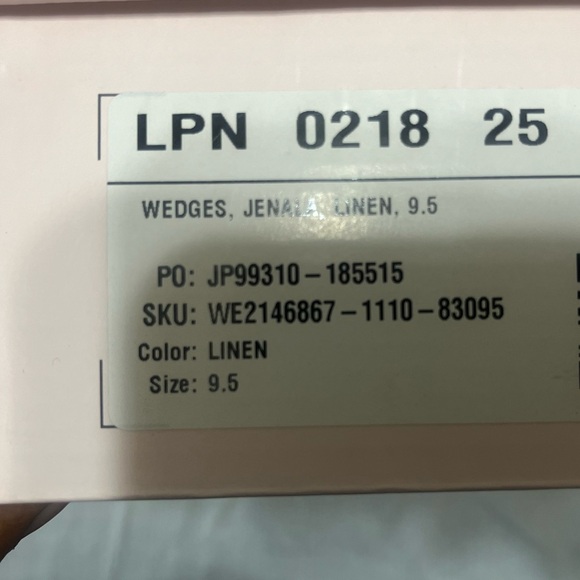 LPN 0218 25
WEDGES, JENALA, LINEN, 9.5
PO: JP99310-185515
SKU: WE2146867-1110-83095
Color: LINEN
Size: 9.5